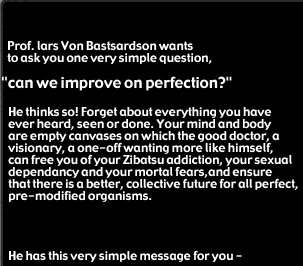 Prof. lars Von Bastsardson wants
to ask you one very simple question,
"can we improve on perfection?"
He thinks so! Forget about everything you have
ever heard, seen or done. Your mind and body
are empty canvases on which the good doctor, a
visionary, a one-off wanting more like himself,
can free you of your Zibatsu addiction, your sexual
dependancy and your mortal fears,and ensure
that there is a better, collective future for all perfect,
pre-modified organisms.
He has this very simple message for you -